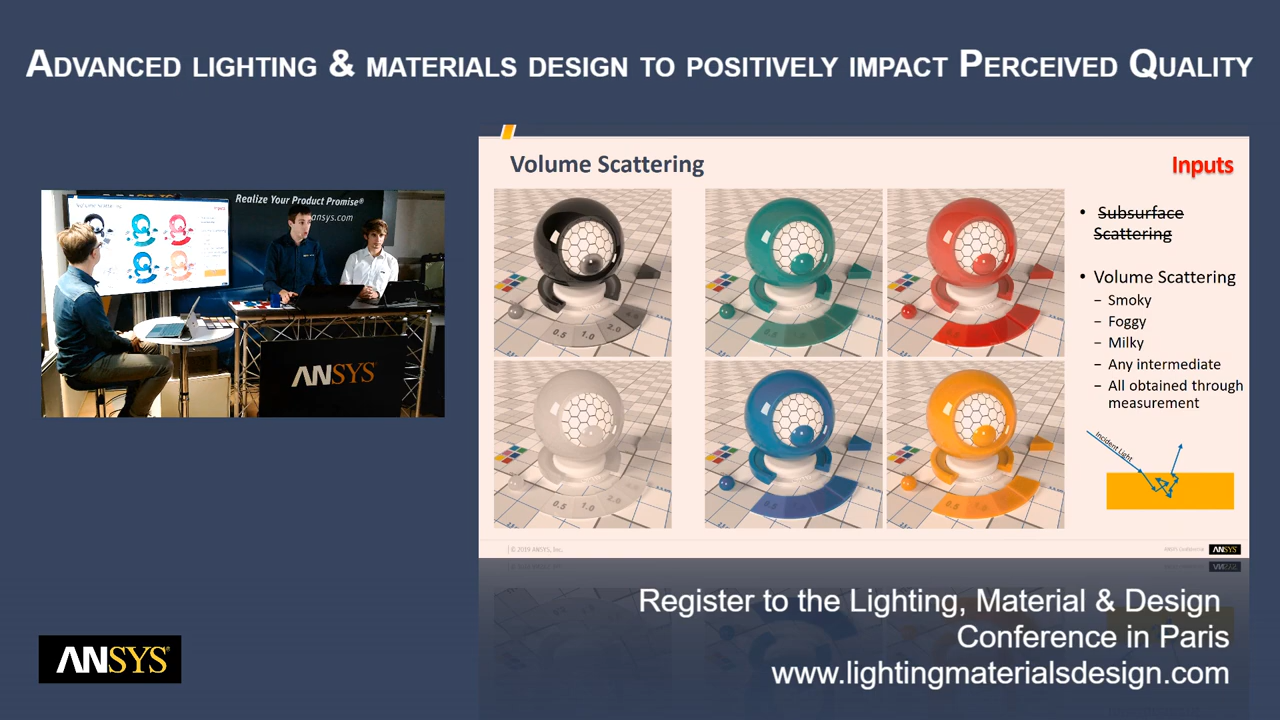 Advanced lighting & materials design to positively impact Perceived Quality
Realize Your Product Promise®
ansys.com
ANSYS
Volume Scattering
Inputs
0.5 1.0 2.0
0.5 1.0 2.0
• Subsurface
Scattering
• Volume Scattering
– Smoky
– Foggy
– Milky
– Any intermediate
– All obtained through
measurement
Incident Light
© 2019 ANSYS, Inc.
ANSYS
Register to the Lighting, Material & Design
Conference in Paris
www.lightingmaterialsdesign.com
ANSYS®